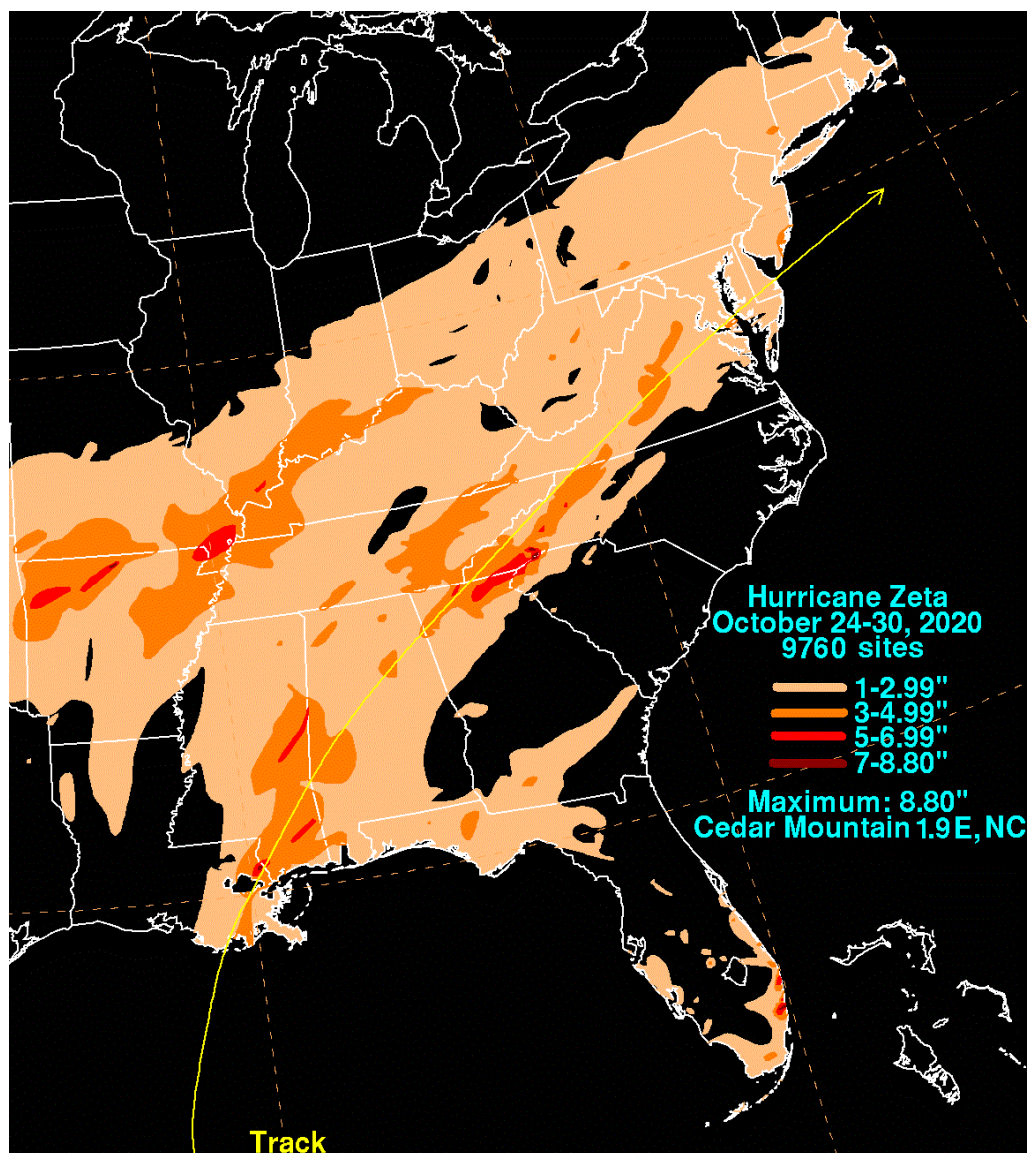 Hurricane Zeta
October 24-30, 2020
9760 sites
1-2.99"
3-4.99"
5-6.99"
7-8.80"
Maximum: 8.80"
Cedar Mountain 1.9 E, NC
Track